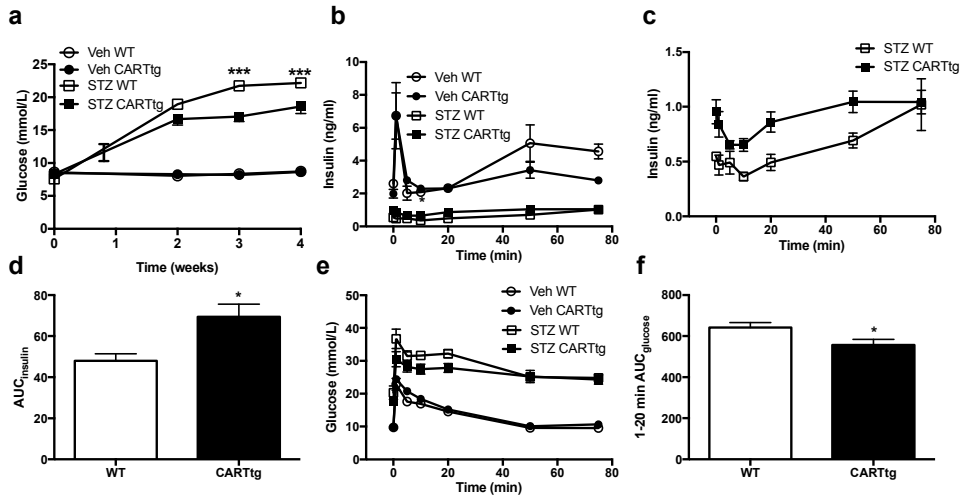 a
Glucose (mmol/L)
25
20
15
10
5
0
0
1
2
3
4
Time (weeks)
Veh WT
Veh CARTtg
STZ WT
STZ CARTtg
***
***
b
Insulin (ng/ml)
10
8
6
4
2
0
0
20
40
60
80
Time (min)
Veh WT
Veh CARTtg
STZ WT
STZ CARTtg
*
c
Insulin (ng/ml)
1.5
1.0
0.5
0.0
0
20
40
60
80
Time (min)
STZ WT
STZ CARTtg
d
AUCinsulin
80
60
40
20
0
WT
CARTtg
*
e
Glucose (mmol/L)
50
40
30
20
10
0
0
20
40
60
80
Time (min)
Veh WT
Veh CARTtg
STZ WT
STZ CARTtg
f
1-20 min AUCglucose
800
600
400
200
0
WT
CARTtg
*